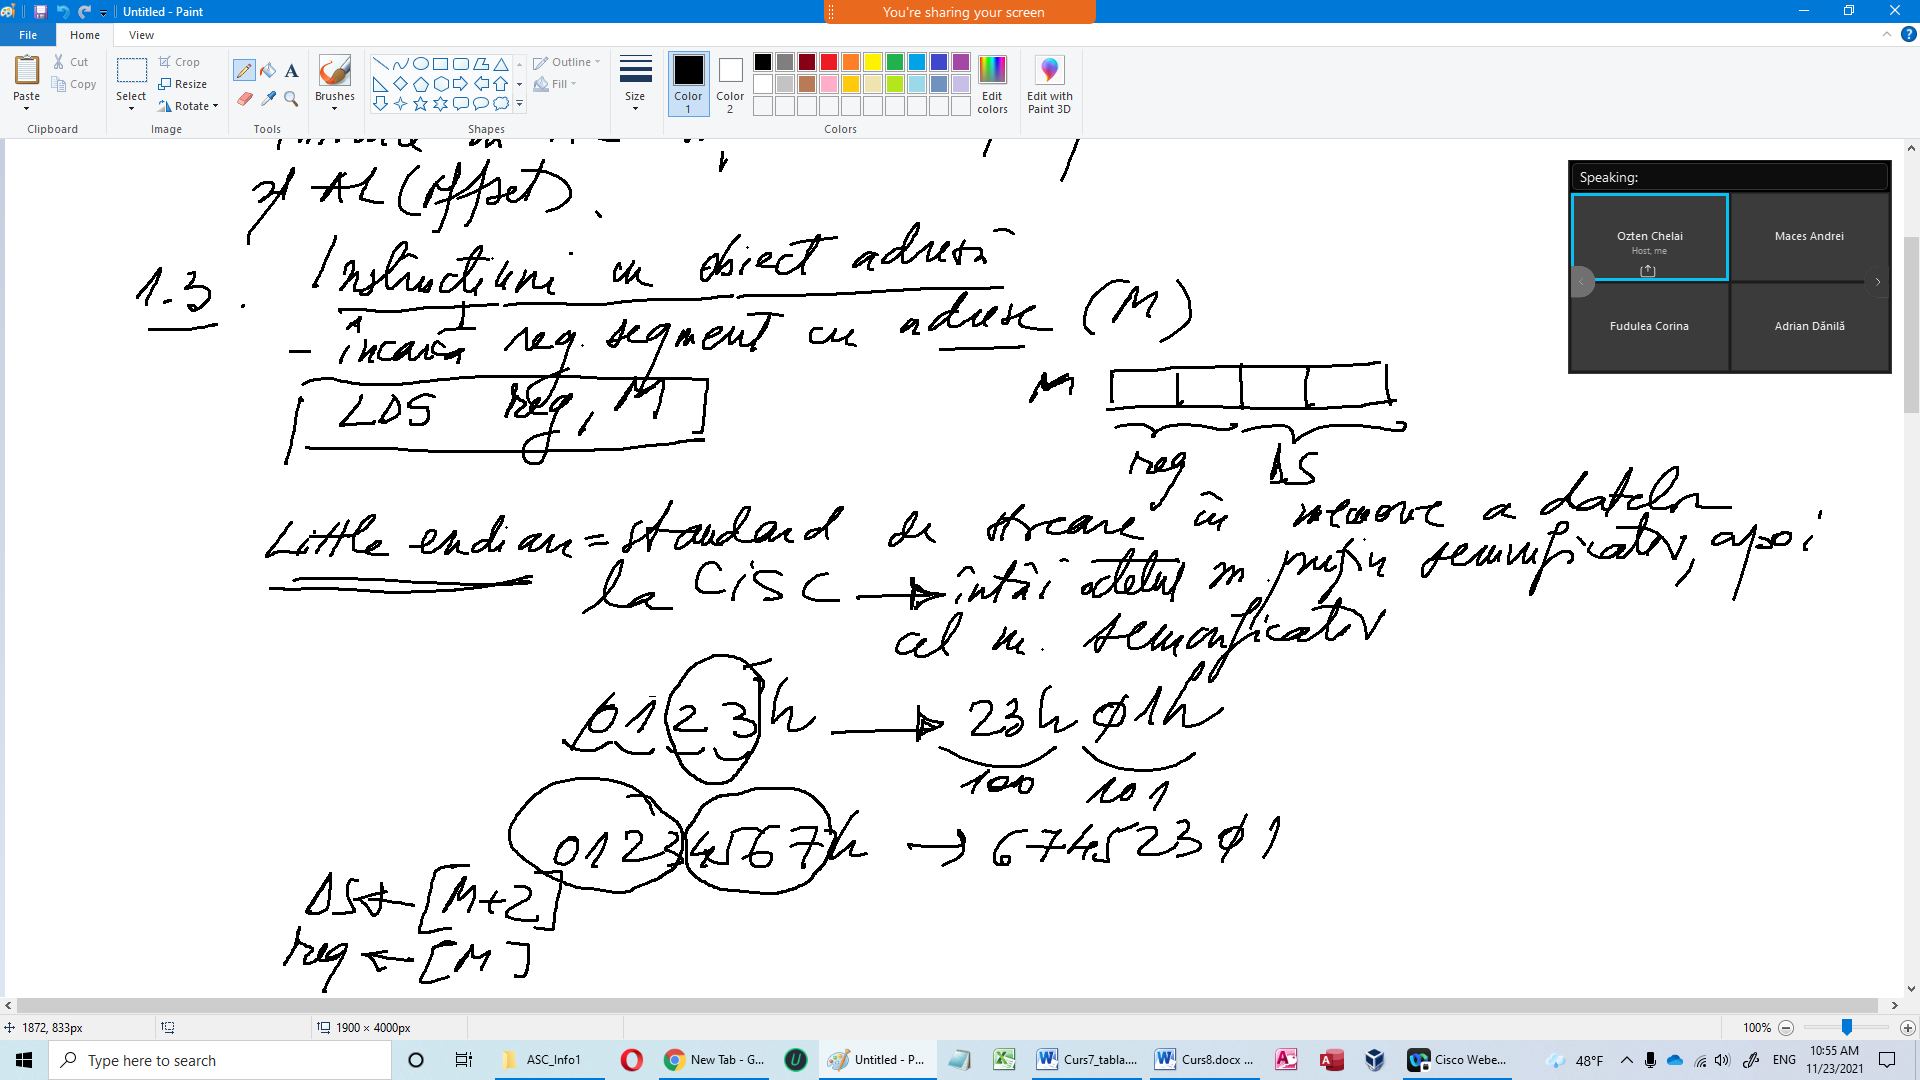 Untitled - Paint
You're sharing your screen
File Home View
Paste Cut Copy Clipboard
Select Crop Resize Rotate Image
Tools
Brushes
Shapes Outline Fill
Size
Color 1 Color 2 Edit colors Colors
Edit with Paint 3D
Speaking:
Ozten Chelai
Host, me
Maces Andrei
Fudulea Corina
Adrian Dănilă
AL (offset).
1.3. Instructiuni cu obiect adresă
- încarcă reg. segment cu adrese (M)
LDS reg, M
M
reg DS
Little endian = standard de stocare în memorie a datelor
la CISC → întâi octetul m. puțin semnificativ, apoi
cel m. semnificativ
0123h → 23h 01h
100 101
01234567h → 67452301
DS ← [M+2]
reg ← [M]
1872, 833px
1900 × 4000px
100%
Type here to search
ASC_Info1
New Tab - G...
Untitled - P...
Curs7_tabla....
Curs8.docx ...
Cisco Webe...
48°F
ENG
10:55 AM
11/23/2021